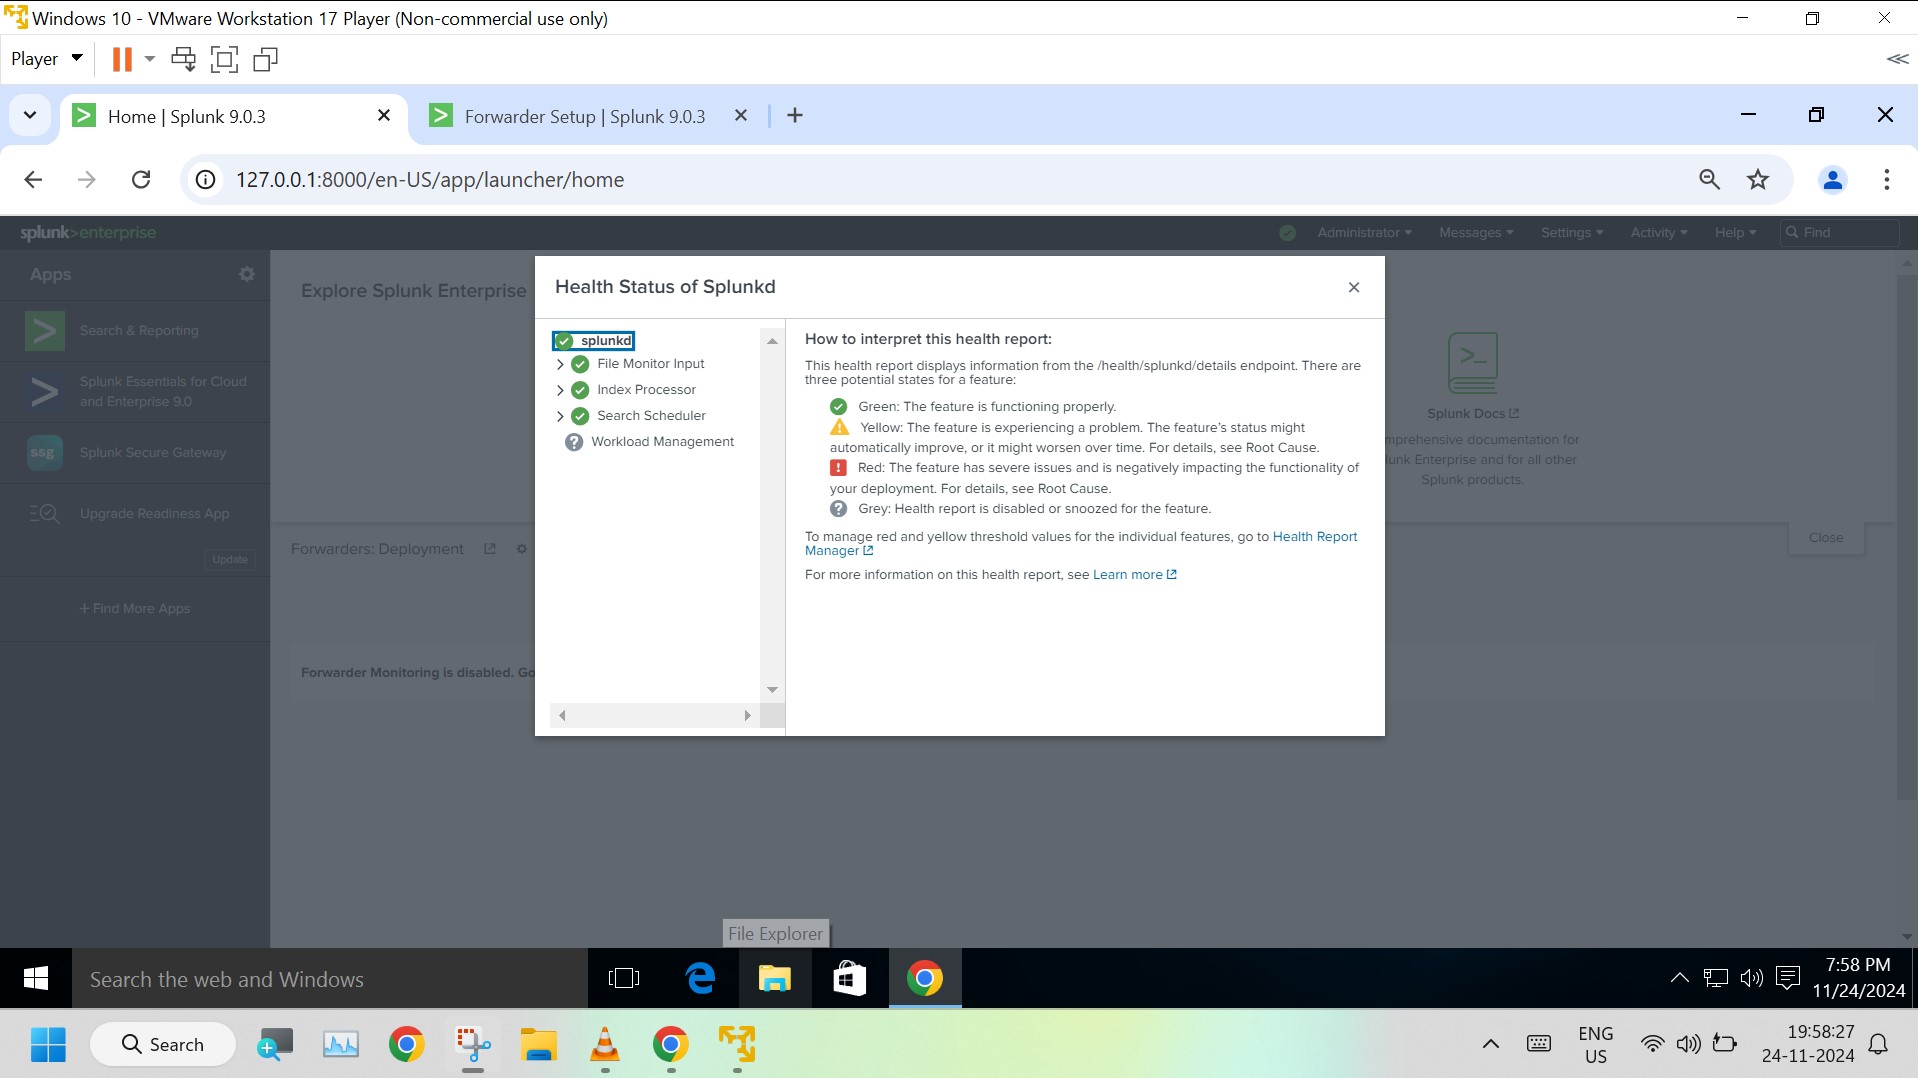 Windows 10 - VMware Workstation 17 Player (Non-commercial use only)
Player
Home | Splunk 9.0.3
Forwarder Setup | Splunk 9.0.3
127.0.0.1:8000/en-US/app/launcher/home
splunk>enterprise
Administrator
Messages
Settings
Activity
Help
Find
Apps
Search & Reporting
Splunk Essentials for Cloud
and Enterprise 9.0
ssg
Splunk Secure Gateway
Upgrade Readiness App
Update
+ Find More Apps
Explore Splunk Enterprise
Health Status of Splunkd
splunkd
File Monitor Input
Index Processor
Search Scheduler
Workload Management
How to interpret this health report:
This health report displays information from the /health/splunkd/details endpoint. There are
three potential states for a feature:
Green: The feature is functioning properly.
Yellow: The feature is experiencing a problem. The feature's status might
automatically improve, or it might worsen over time. For details, see Root Cause.
Red: The feature has severe issues and is negatively impacting the functionality of
your deployment. For details, see Root Cause.
Grey: Health report is disabled or snoozed for the feature.
To manage red and yellow threshold values for the individual features, go to Health Report
Manager
For more information on this health report, see Learn more
Splunk Docs
mprehensive documentation for
lunk Enterprise and for all other
Splunk products.
Close
Forwarders: Deployment
Forwarder Monitoring is disabled. Go
File Explorer
Search the web and Windows
7:58 PM
11/24/2024
Search
ENG
US
19:58:27
24-11-2024